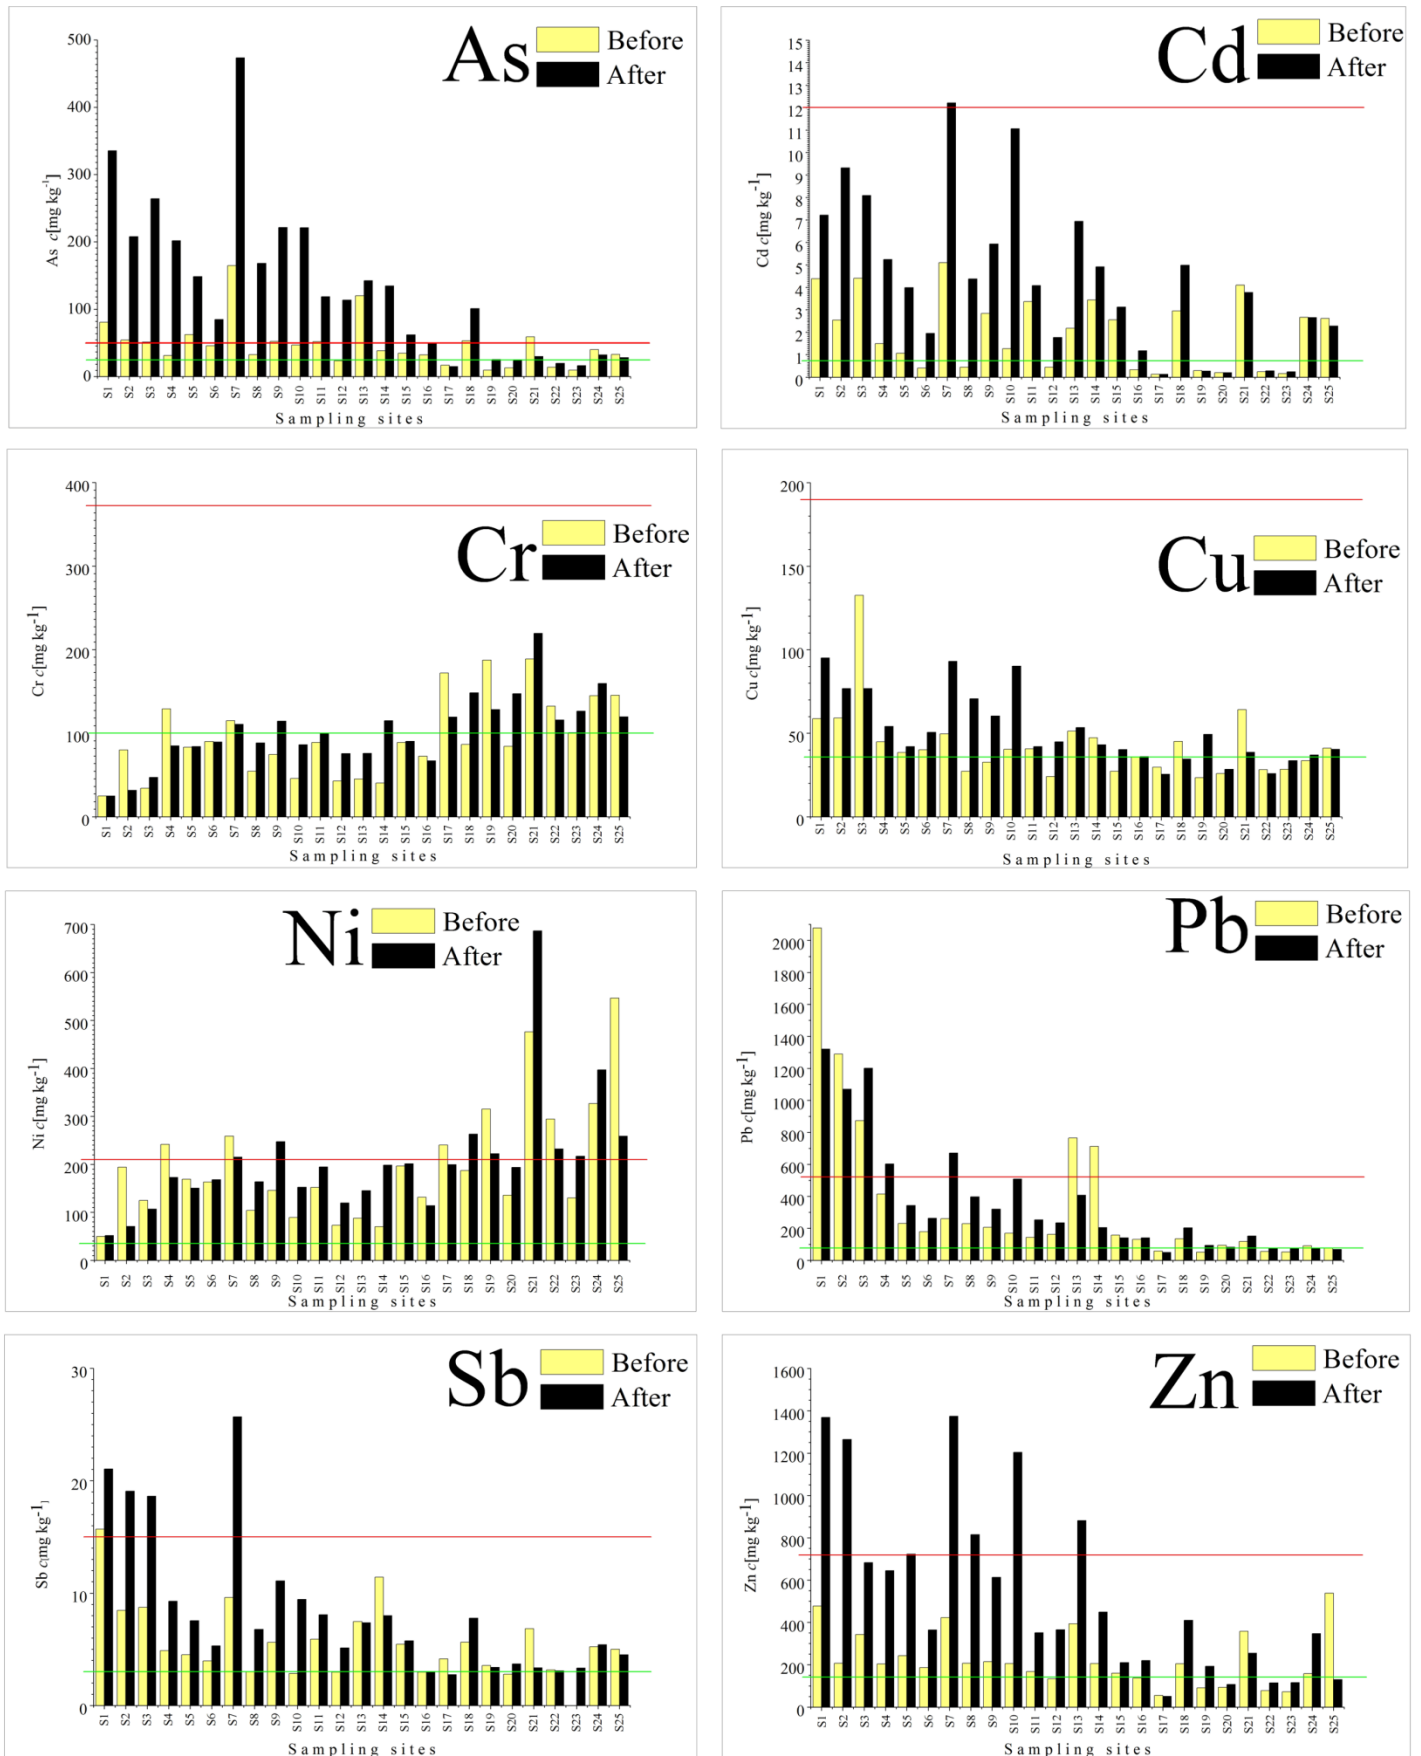 As
Before
After
500
400
300
200
100
0
As c[mg kg-1]
S1 S2 S3 S4 S5 S6 S7 S8 S9 S10 S11 S12 S13 S14 S15 S16 S17 S18 S19 S20 S21 S22 S23 S24 S25
Sampling sites
Cd
Before
After
15
14
13
12
11
10
9
8
7
6
5
4
3
2
1
0
Cd c[mg kg-1]
S1 S2 S3 S4 S5 S6 S7 S8 S9 S10 S11 S12 S13 S14 S15 S16 S17 S18 S19 S20 S21 S22 S23 S24 S25
Sampling sites
Cr
Before
After
400
300
200
100
0
Cr c[mg kg-1]
S1 S2 S3 S4 S5 S6 S7 S8 S9 S10 S11 S12 S13 S14 S15 S16 S17 S18 S19 S20 S21 S22 S23 S24 S25
Sampling sites
Cu
Before
After
200
150
100
50
0
Cu c[mg kg-1]
S1 S2 S3 S4 S5 S6 S7 S8 S9 S10 S11 S12 S13 S14 S15 S16 S17 S18 S19 S20 S21 S22 S23 S24 S25
Sampling sites
Ni
Before
After
700
600
500
400
300
200
100
0
Ni c[mg kg-1]
S1 S2 S3 S4 S5 S6 S7 S8 S9 S10 S11 S12 S13 S14 S15 S16 S17 S18 S19 S20 S21 S22 S23 S24 S25
Sampling sites
Pb
Before
After
2000
1800
1600
1400
1200
1000
800
600
400
200
0
Pb c[mg kg-1]
S1 S2 S3 S4 S5 S6 S7 S8 S9 S10 S11 S12 S13 S14 S15 S16 S17 S18 S19 S20 S21 S22 S23 S24 S25
Sampling sites
Sb
Before
After
30
20
10
0
Sb c[mg kg-1]
S1 S2 S3 S4 S5 S6 S7 S8 S9 S10 S11 S12 S13 S14 S15 S16 S17 S18 S19 S20 S21 S22 S23 S24 S25
Sampling sites
Zn
Before
After
1600
1400
1200
1000
800
600
400
200
0
Zn c[mg kg-1]
S1 S2 S3 S4 S5 S6 S7 S8 S9 S10 S11 S12 S13 S14 S15 S16 S17 S18 S19 S20 S21 S22 S23 S24 S25
Sampling sites